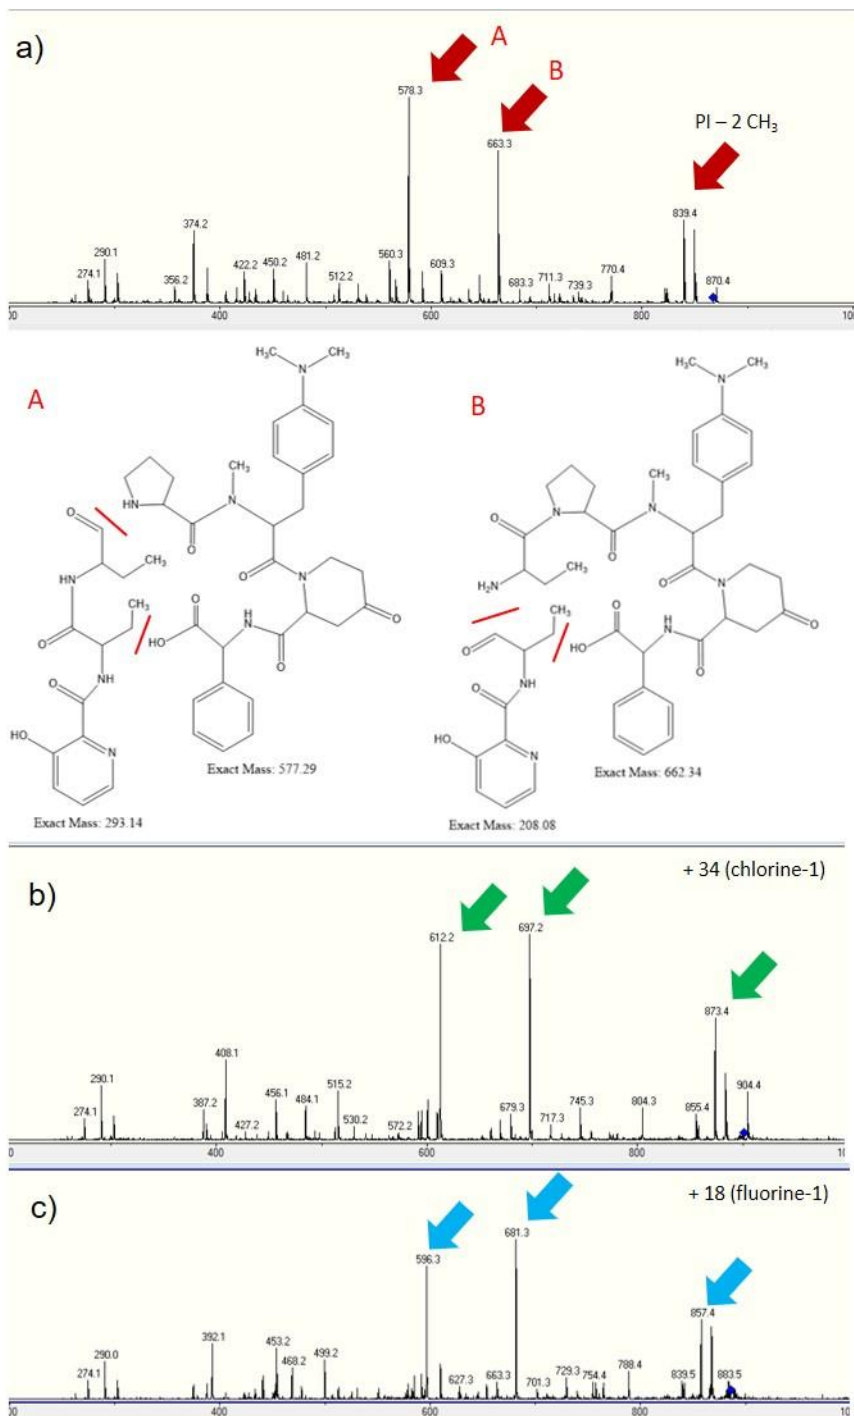 a)
A
B
PI – 2 CH3
578.3
663.3
839.4
374.2
290.1
274.1
356.2
422.2
450.2
481.2
512.2
560.3
609.3
683.3
711.3
739.3
770.4
870.4
400
600
800
A
H3C
N
CH3
HN
CH3
N
O
O
CH3
HN
O
N
CH3
O
O
HO
H
N
O
O
NH
O
HO
N
Exact Mass: 577.29
Exact Mass: 293.14
B
CH3
H3C
N
CH3
N
N
O
O
CH3
H2N
O
N
CH3
O
O
HO
H
N
O
O
NH
O
HO
N
Exact Mass: 662.34
Exact Mass: 208.08
b)
+ 34 (chlorine-1)
612.2
697.2
873.4
408.1
290.1
274.1
387.2
427.2
456.1
484.1
515.2
530.2
572.2
679.3
717.3
745.3
804.3
855.4
904.4
400
600
800
c)
+ 18 (fluorine-1)
596.3
681.3
857.4
392.1
290.0
274.1
453.2
468.2
499.2
627.3
663.3
701.3
729.3
754.4
788.4
839.5
883.5
400
600
800